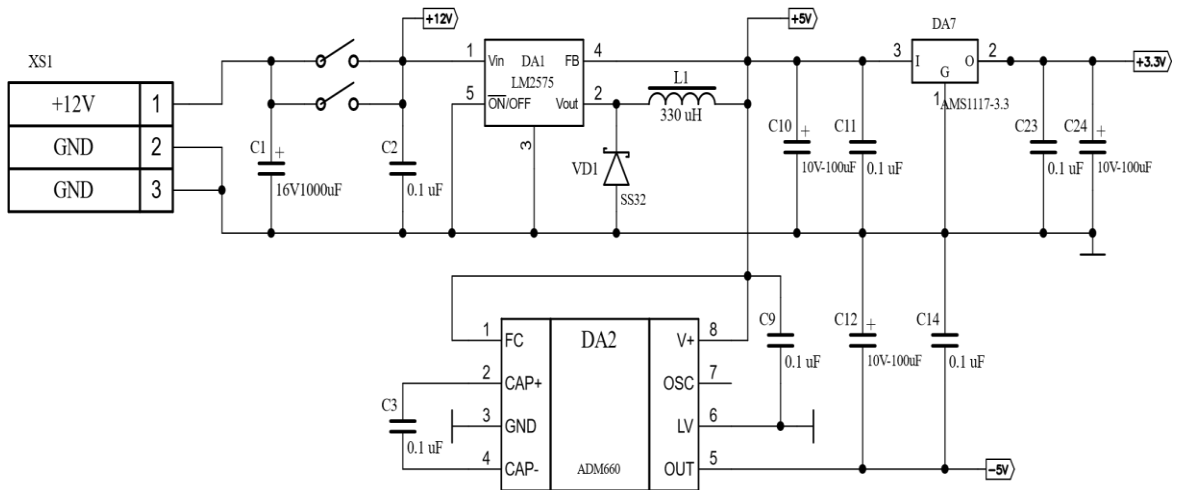 +12V
+5V
XS1
+12V 1
GND 2
GND 3
C1
+
16V1000uF
C2
0.1 uF
1 Vin DA1 FB 4
LM2575
5 ON/OFF Vout 2
3
L1
330 uH
VD1
SS32
C10
+
10V-100uF
C11
0.1 uF
DA7
3 I O 2
G
1
AMS1117-3.3
+3.3V
C23
0.1 uF
C24
+
10V-100uF
1 FC DA2 V+ 8
2 CAP+ OSC 7
3 GND LV 6
4 CAP- ADM660 OUT 5
C3
0.1 uF
C9
0.1 uF
C12
+
10V-100uF
C14
0.1 uF
-5V